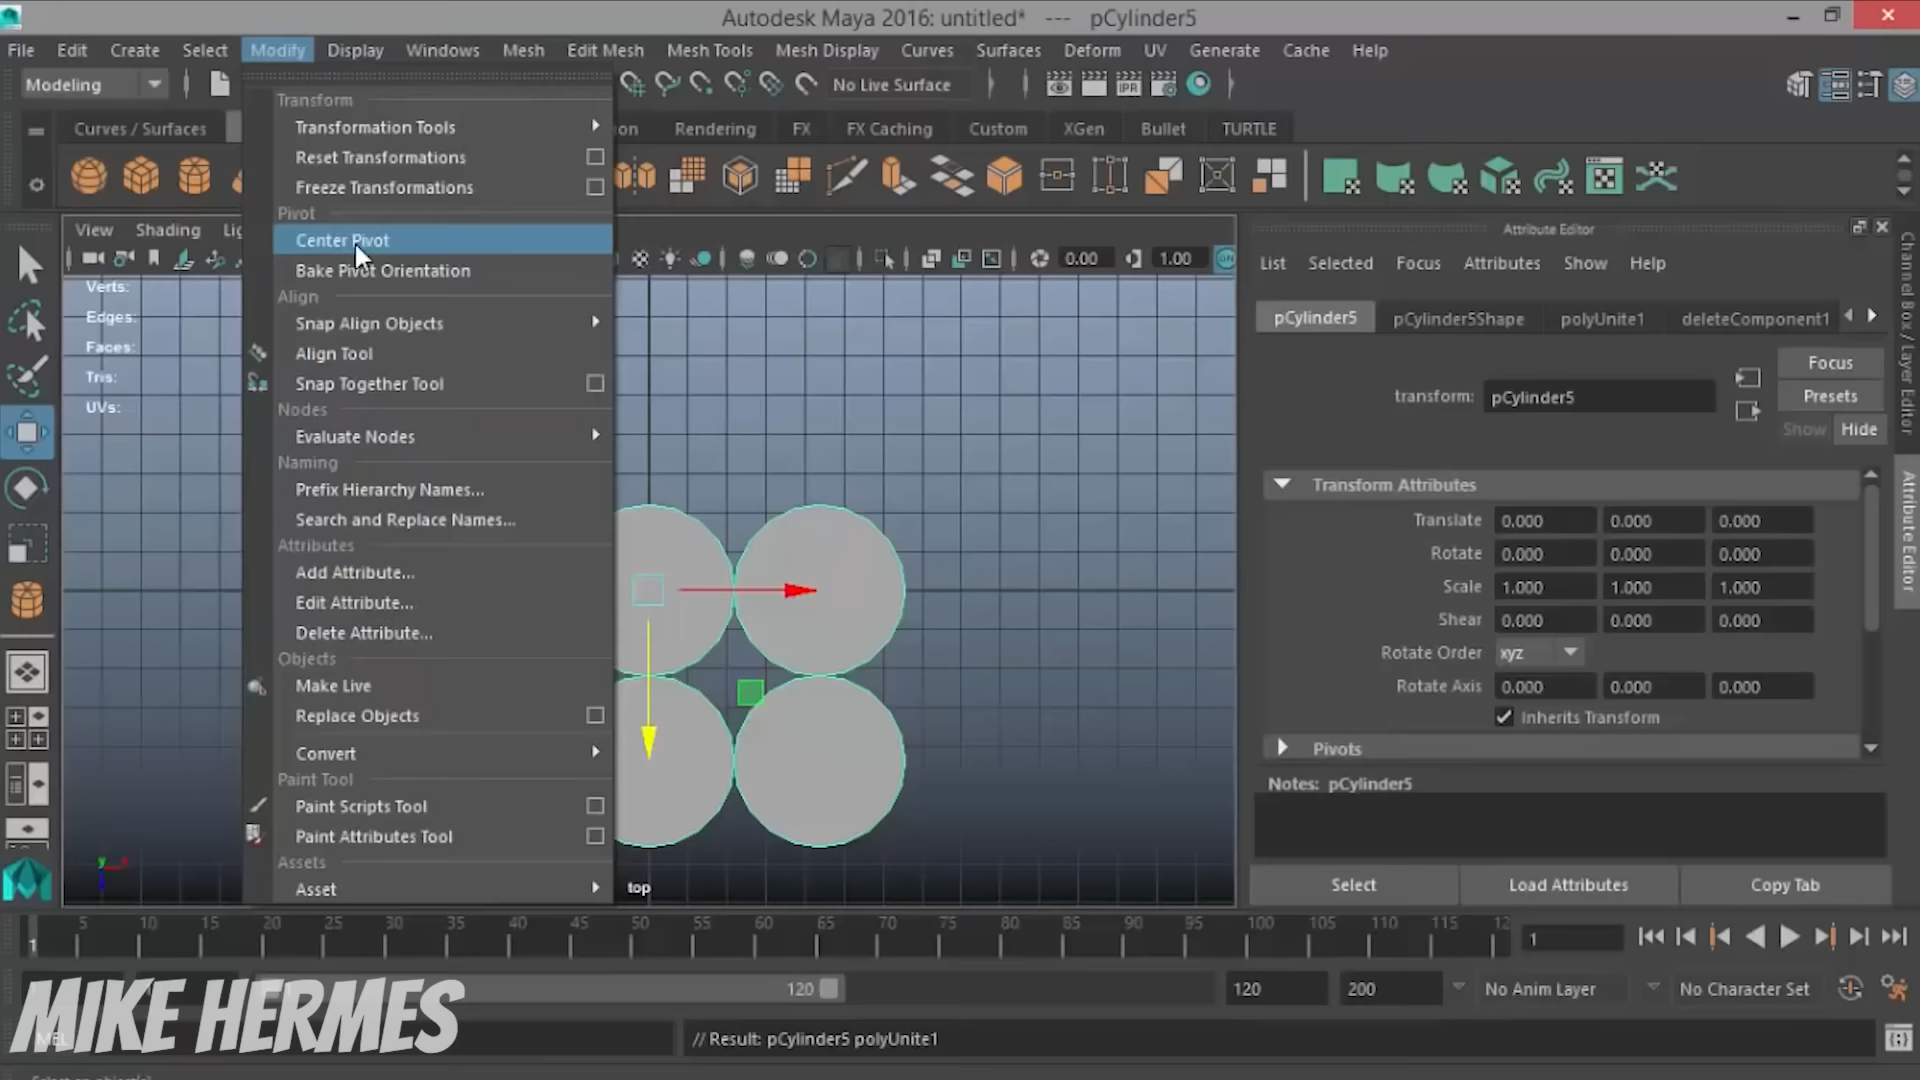 Autodesk Maya 2016: untitled* --- pCylinder5
File Edit Create Select Modify Display Windows Mesh Edit Mesh Mesh Tools Mesh Display Curves Surfaces Deform UV Generate Cache Help
Modeling
No Live Surface
IPR
Curves / Surfaces
Rendering FX FX Caching Custom XGen Bullet TURTLE
Transform
Transformation Tools
Reset Transformations
Freeze Transformations
Pivot
Center Pivot
Bake Pivot Orientation
Align
Snap Align Objects
Align Tool
Snap Together Tool
Nodes
Evaluate Nodes
Naming
Prefix Hierarchy Names...
Search and Replace Names...
Attributes
Add Attribute...
Edit Attribute...
Delete Attribute...
Objects
Make Live
Replace Objects
Convert
Paint Tool
Paint Scripts Tool
Paint Attributes Tool
Assets
Asset
View Shading
0.00 1.00
Verts:
Edges:
Faces:
Tris:
UVs:
y x
top
Attribute Editor
List Selected Focus Attributes Show Help
pCylinder5 pCylinder5Shape polyUnite1 deleteComponent1
Focus
transform: pCylinder5 Presets
Show Hide
Transform Attributes
Translate 0.000 0.000 0.000
Rotate 0.000 0.000 0.000
Scale 1.000 1.000 1.000
Shear 0.000 0.000 0.000
Rotate Order xyz
Rotate Axis 0.000 0.000 0.000
Inherits Transform
Pivots
Notes: pCylinder5
Select Load Attributes Copy Tab
Channel Box / Layer Editor
Attribute Editor
5 10 15 20 25 30 35 40 45 50 55 60 65 70 75 80 85 90 95 100 105 110 115 12
1 1
120 120 200 No Anim Layer No Character Set
MIKE HERMES
MEL // Result: pCylinder5 polyUnite1